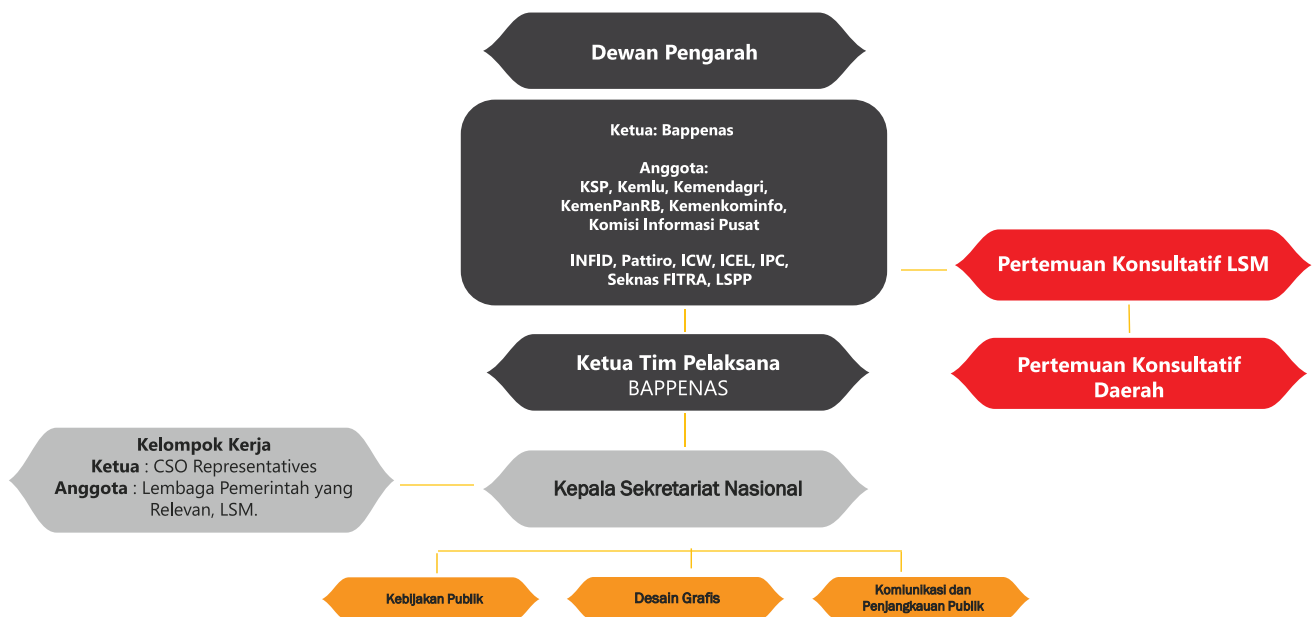 Dewan Pengarah
Ketua: Bappenas
Anggota:
KSP, Kemlu, Kemendagri,
KemenPanRB, Kemenkominfo,
Komisi Informasi Pusat
INFID, Pattiro, ICW, ICEL, IPC,
Seknas FITRA, LSPP
Pertemuan Konsultatif LSM
Ketua Tim Pelaksana
BAPPENAS
Pertemuan Konsultatif
Daerah
Kelompok Kerja
Ketua : CSO Representatives
Anggota : Lembaga Pemerintah yang
Relevan, LSM.
Kepala Sekretariat Nasional
Kebijakan Publik
Desain Grafis
Komiunikasi dan
Penjangkauan Publik